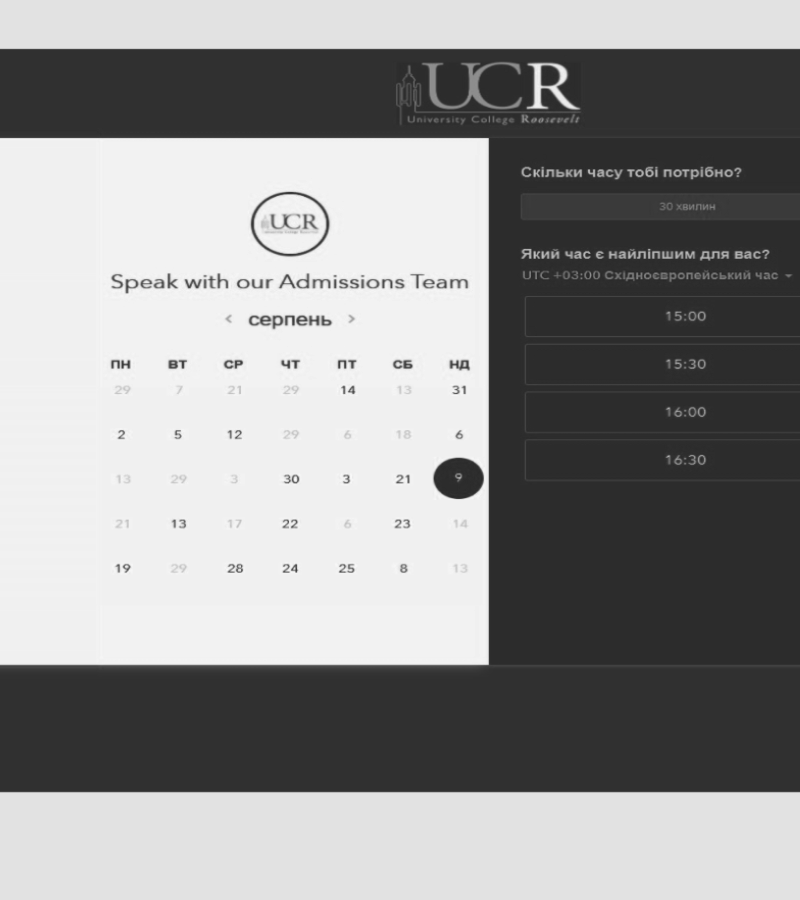 UCR
University College Roosevelt
UCR
Speak with our Admissions Team
< серпень >
ПН ВТ СР ЧТ ПТ СБ НД
29 7 21 29 14 13 31
2 5 12 29 6 18 6
13 29 3 30 3 21 9
21 13 17 22 6 23 14
19 29 28 24 25 8 13
Скільки часу тобі потрібно?
30 хвилин
Який час є найліпшим для вас?
UTC +03:00 Східноєвропейський час
15:00
15:30
16:00
16:30